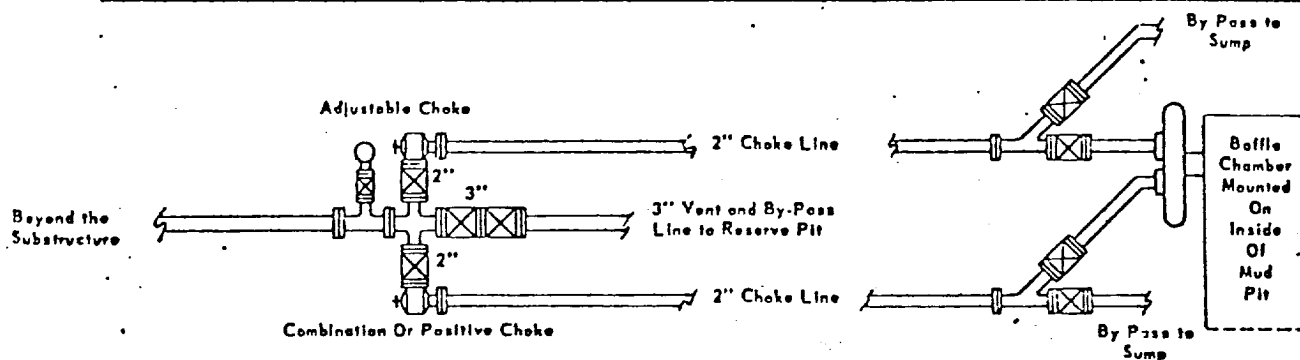 By Pass to
Sump
Adjustable Choke
2" Choke Line
2"
3"
Beyond the
Substructure
3" Vent and By-Pass
Line to Reserve Pit
2"
2" Choke Line
Combination Or Positive Choke
Baffle
Chamber
Mounted
On
Inside
Of
Mud
Pit
By Pass to
Sump